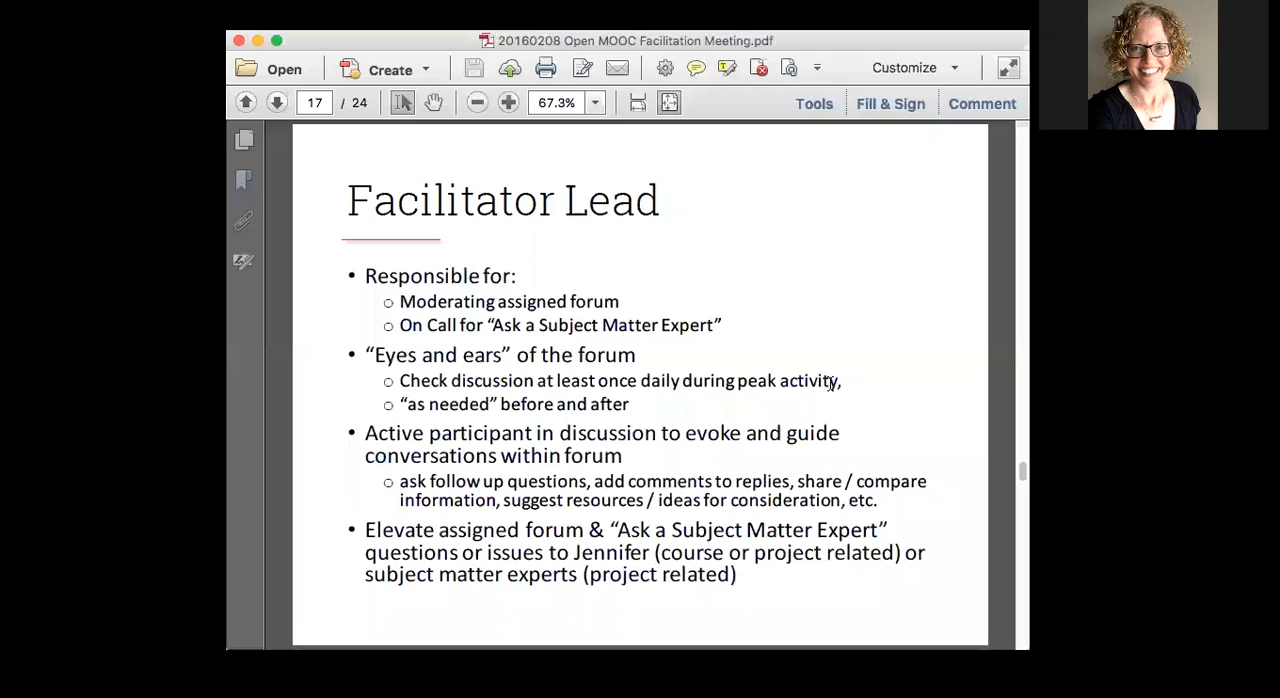 20160208 Open MOOC Facilitation Meeting.pdf
Open
Create
Customize
17 / 24
67.3%
Tools
Fill & Sign
Comment
Facilitator Lead
• Responsible for:
○ Moderating assigned forum
○ On Call for “Ask a Subject Matter Expert”
• “Eyes and ears” of the forum
○ Check discussion at least once daily during peak activity,
○ “as needed” before and after
• Active participant in discussion to evoke and guide
conversations within forum
○ ask follow up questions, add comments to replies, share / compare
information, suggest resources / ideas for consideration, etc.
• Elevate assigned forum & “Ask a Subject Matter Expert”
questions or issues to Jennifer (course or project related) or
subject matter experts (project related)